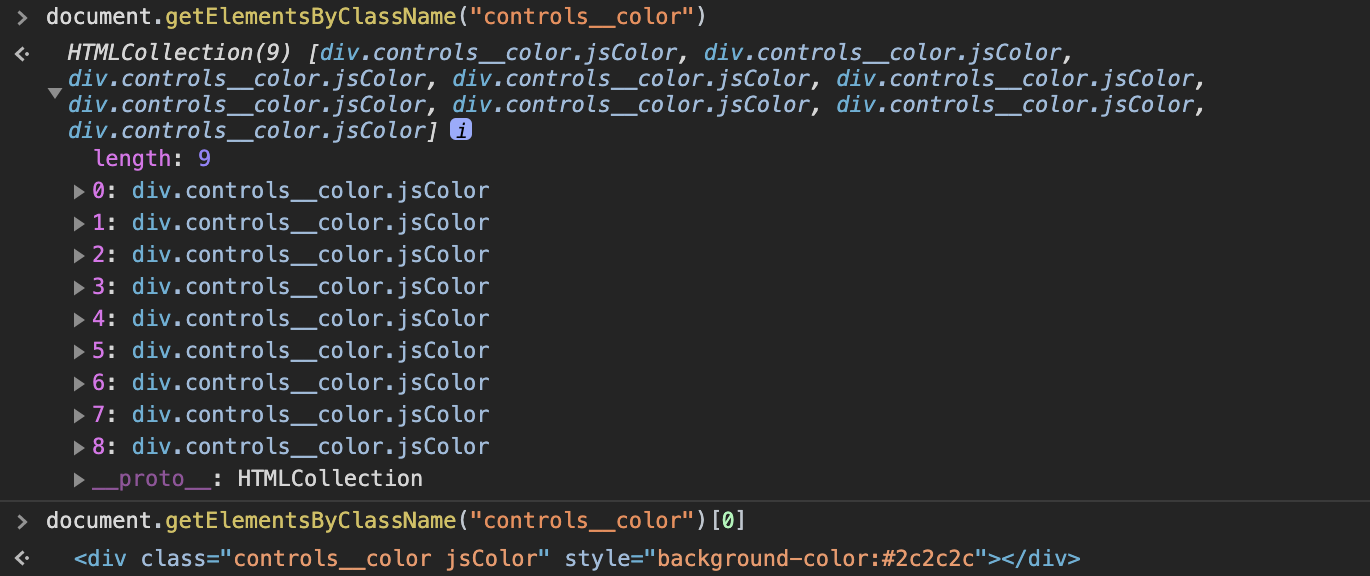 document.getElementsByClassName("controls__color")
HTMLCollection(9) [div.controls__color.jsColor, div.controls__color.jsColor,
div.controls__color.jsColor, div.controls__color.jsColor, div.controls__color.jsColor,
div.controls__color.jsColor, div.controls__color.jsColor, div.controls__color.jsColor,
div.controls__color.jsColor] i
length: 9
0: div.controls__color.jsColor
1: div.controls__color.jsColor
2: div.controls__color.jsColor
3: div.controls__color.jsColor
4: div.controls__color.jsColor
5: div.controls__color.jsColor
6: div.controls__color.jsColor
7: div.controls__color.jsColor
8: div.controls__color.jsColor
__proto__: HTMLCollection
document.getElementsByClassName("controls__color")[0]
<div class="controls__color jsColor" style="background-color:#2c2c2c"></div>